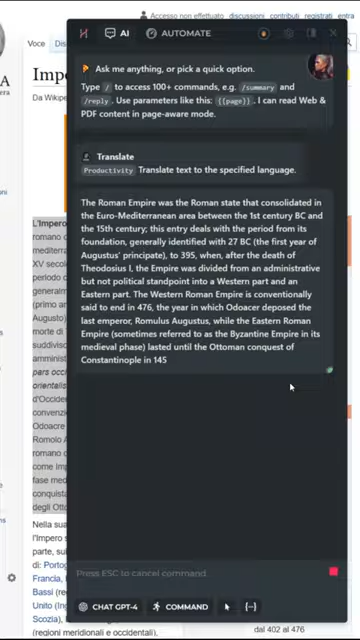 Accesso non effettuato discussioni contributi registrati entra
AI AUTOMATE
Voce
Ask me anything, or pick a quick option.
Type / to access 100+ commands, e.g. /summary and
/reply. Use parameters like this: {{page}}. I can read Web &
PDF content in page-aware mode.
Da Wikiped
Translate
Productivity Translate text to the specified language.
The Roman Empire was the Roman state that consolidated in
the Euro-Mediterranean area between the 1st century BC and
the 15th century; this entry deals with the period from its
foundation, generally identified with 27 BC (the first year of
Augustus' principate), to 395, when, after the death of
Theodosius I, the Empire was divided from an administrative
but not political standpoint into a Western part and an
Eastern part. The Western Roman Empire is conventionally
said to end in 476, the year in which Odoacer deposed the
last emperor, Romulus Augustus, while the Eastern Roman
Empire (sometimes referred to as the Byzantine Empire in its
medieval phase) lasted until the Ottoman conquest of
Constantinople in 145
L'Impero
romano c
mediterra
XV secolo
periodo c
generalm
(primo an
Augusto)
morte di
suddiviso
amminist
pars occ
orientalis
d'Occide
Odoacre
Romolo A
romano c
come Imp
fase med
conquista
degli Otto
Nella sua
l'Impero s
parte, sul
di: Portog
Francia,
Bassi (reg
Unito (Ing
Scozia),
(regioni meridionali e occidentali).
Press ESC to cancel command
CHAT GPT-4 COMMAND
dal 402 al 476